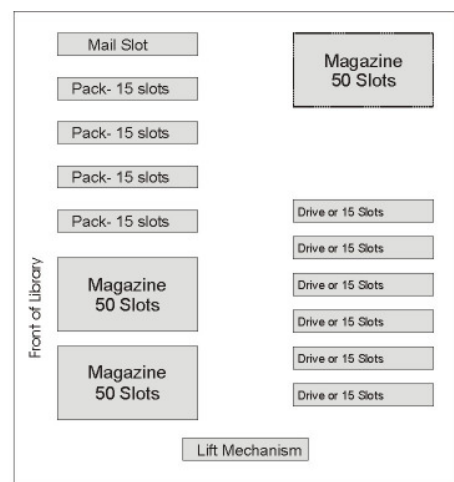 Mail Slot
Pack- 15 slots
Pack- 15 slots
Pack- 15 slots
Pack- 15 slots
Magazine
50 Slots
Magazine
50 Slots
Front of Library
Magazine
50 Slots
Drive or 15 Slots
Drive or 15 Slots
Drive or 15 Slots
Drive or 15 Slots
Drive or 15 Slots
Drive or 15 Slots
Lift Mechanism